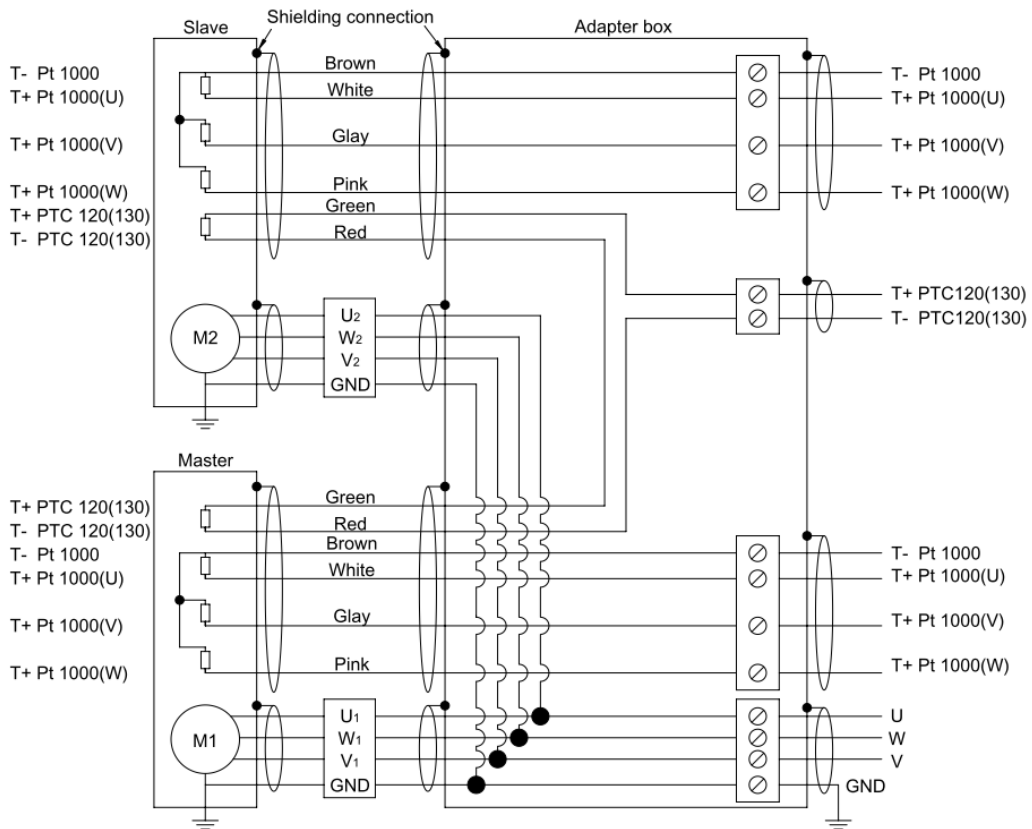 Shielding connection
Slave
Adapter box
T- Pt 1000
Brown
T- Pt 1000
T+ Pt 1000(U)
White
T+ Pt 1000(U)
T+ Pt 1000(V)
Glay
T+ Pt 1000(V)
T+ Pt 1000(W)
Pink
T+ Pt 1000(W)
T+ PTC 120(130)
Green
T- PTC 120(130)
Red
T+ PTC120(130)
T- PTC120(130)
M2
U2
W2
V2
GND
Master
T+ PTC 120(130)
Green
T- PTC 120(130)
Red
T- Pt 1000
Brown
T- Pt 1000
T+ Pt 1000(U)
White
T+ Pt 1000(U)
T+ Pt 1000(V)
Glay
T+ Pt 1000(V)
T+ Pt 1000(W)
Pink
T+ Pt 1000(W)
M1
U1
U
W1
W
V1
V
GND
GND